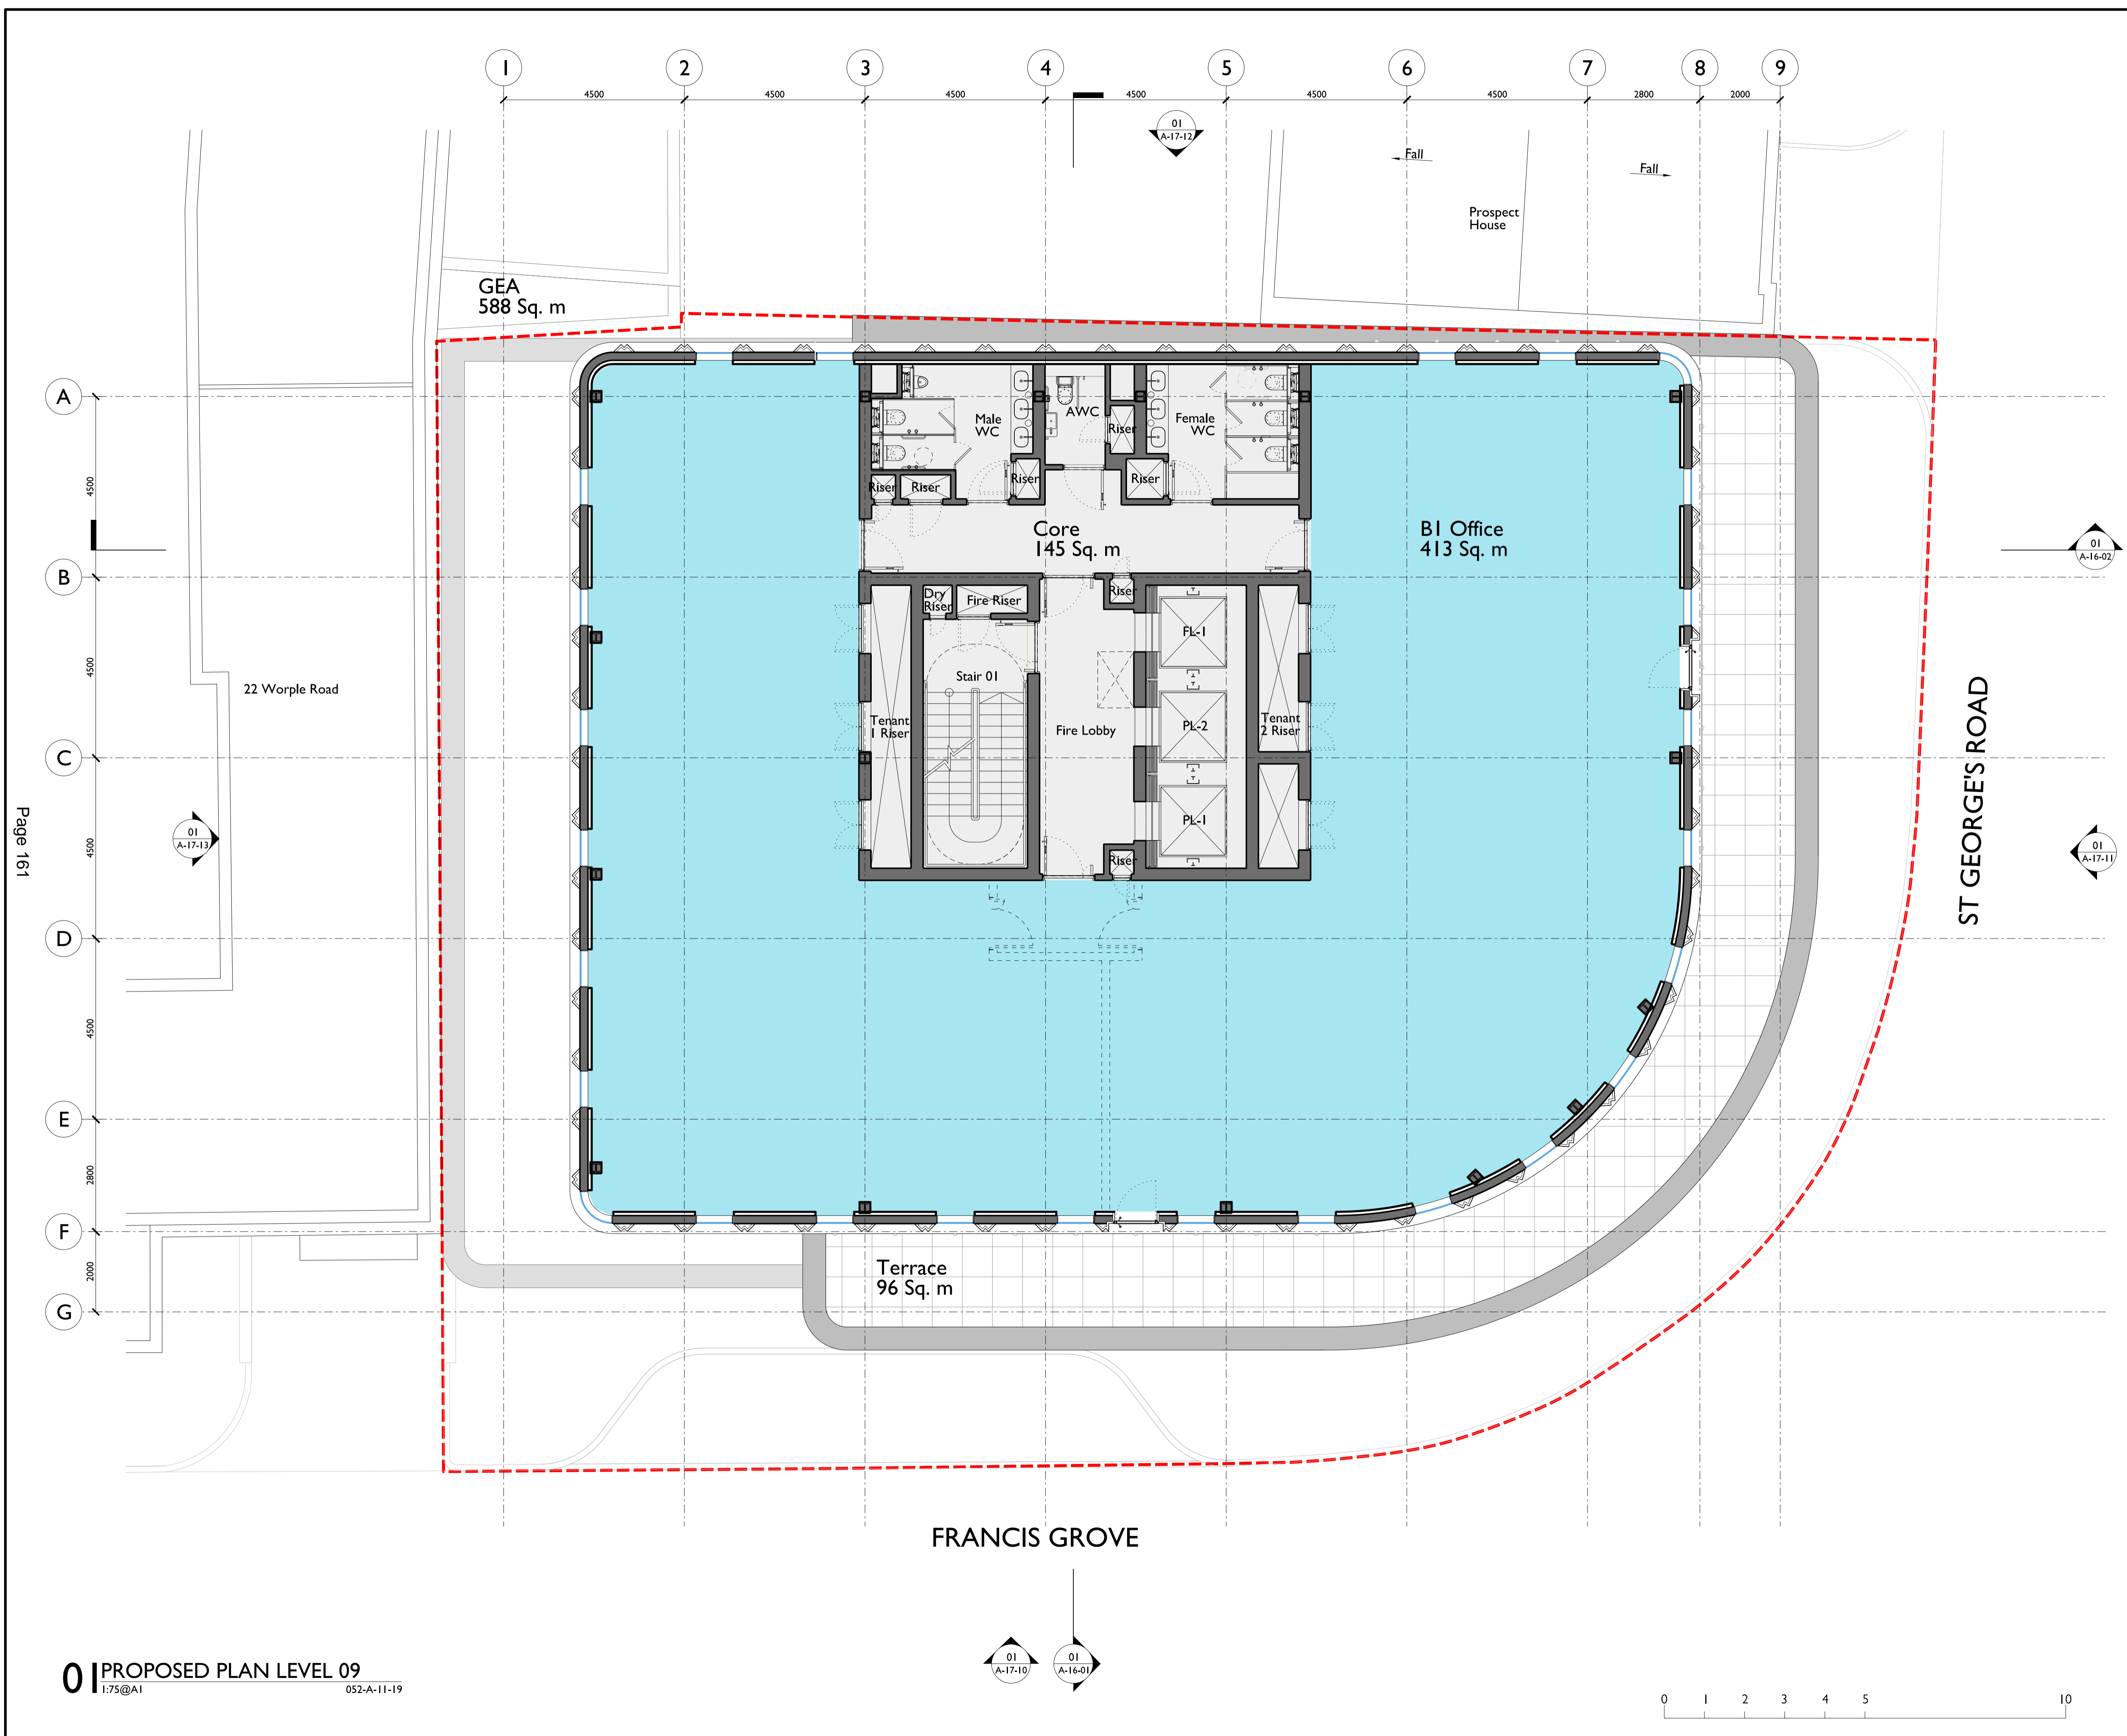 1
2
3
4
5
6
7
8
9
4500
4500
4500
4500
4500
4500
2800
2000
01
A-17-12
Fall
Fall
Prospect
House
GEA
588 Sq. m
A
B
C
D
E
F
G
4500
4500
4500
4500
2800
2000
Male
WC
AWC
Riser
Female
WC
Riser
Riser
Riser
Riser
Core
145 Sq. m
B1 Office
413 Sq. m
01
A-16-02
Dry
Riser
Fire Riser
Riser
FL-1
Stair 01
22 Worple Road
Tenant
1 Riser
Fire Lobby
PL-2
Tenant
2 Riser
PL-1
Riser
01
A-17-13
01
A-17-11
ST GEORGE'S ROAD
Page 161
Terrace
96 Sq. m
FRANCIS GROVE
01
A-17-10
01
A-16-01
01 PROPOSED PLAN LEVEL 09
1:75@A1 052-A-11-19
0 1 2 3 4 5 10